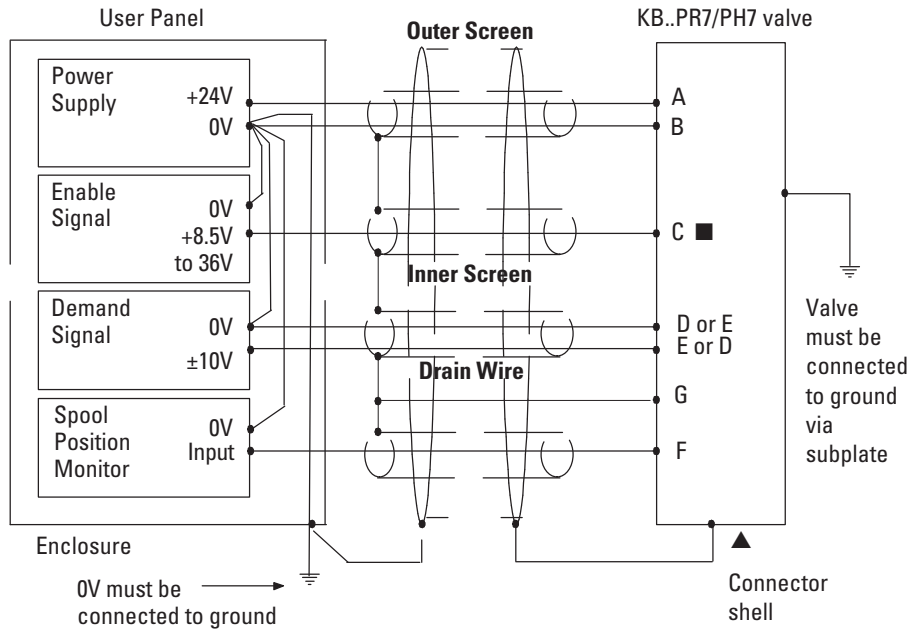 User Panel
Outer Screen
KB..PR7/PH7 valve
Power
Supply
+24V
0V
A
B
Enable
Signal
0V
+8.5V
to 36V
C ■
Inner Screen
Demand
Signal
0V
±10V
D or E
E or D
Drain Wire
G
Spool
Position
Monitor
0V
Input
F
Valve
must be
connected
to ground
via
subplate
Enclosure
0V must be
connected to ground
▲
Connector
shell